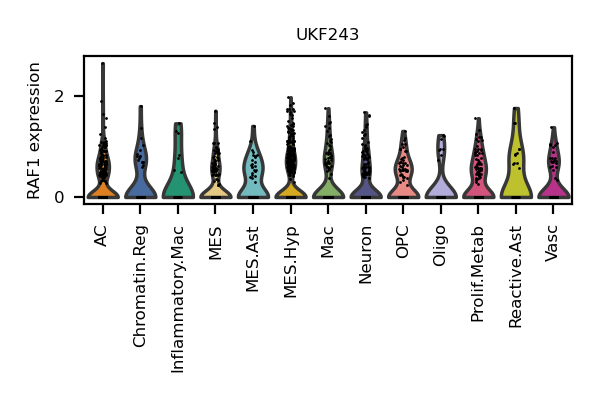 UKF243
RAF1 expression
2
0
AC
Chromatin.Reg
Inflammatory.Mac
MES
MES.Ast
MES.Hyp
Mac
Neuron
OPC
Oligo
Prolif.Metab
Reactive.Ast
Vasc